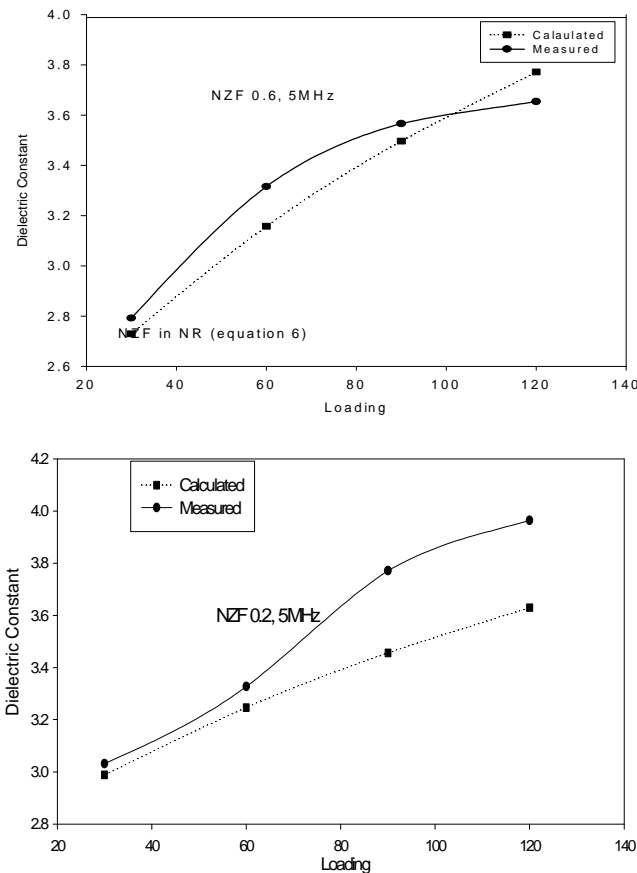 4.0
Calaulated
Measured
3.8
NZF 0.6, 5MHz
3.6
3.4
3.2
3.0
2.8
NZF in NR (equation 6)
2.6
Dielectric Constant
20 40 60 80 100 120 140
Loading
4.2
Calculated
Measured
4.0
3.8
NZF 0.2, 5MHz
3.6
3.4
3.2
3.0
2.8
Dielectric Constant
20 40 60 80 100 120 140
Loading